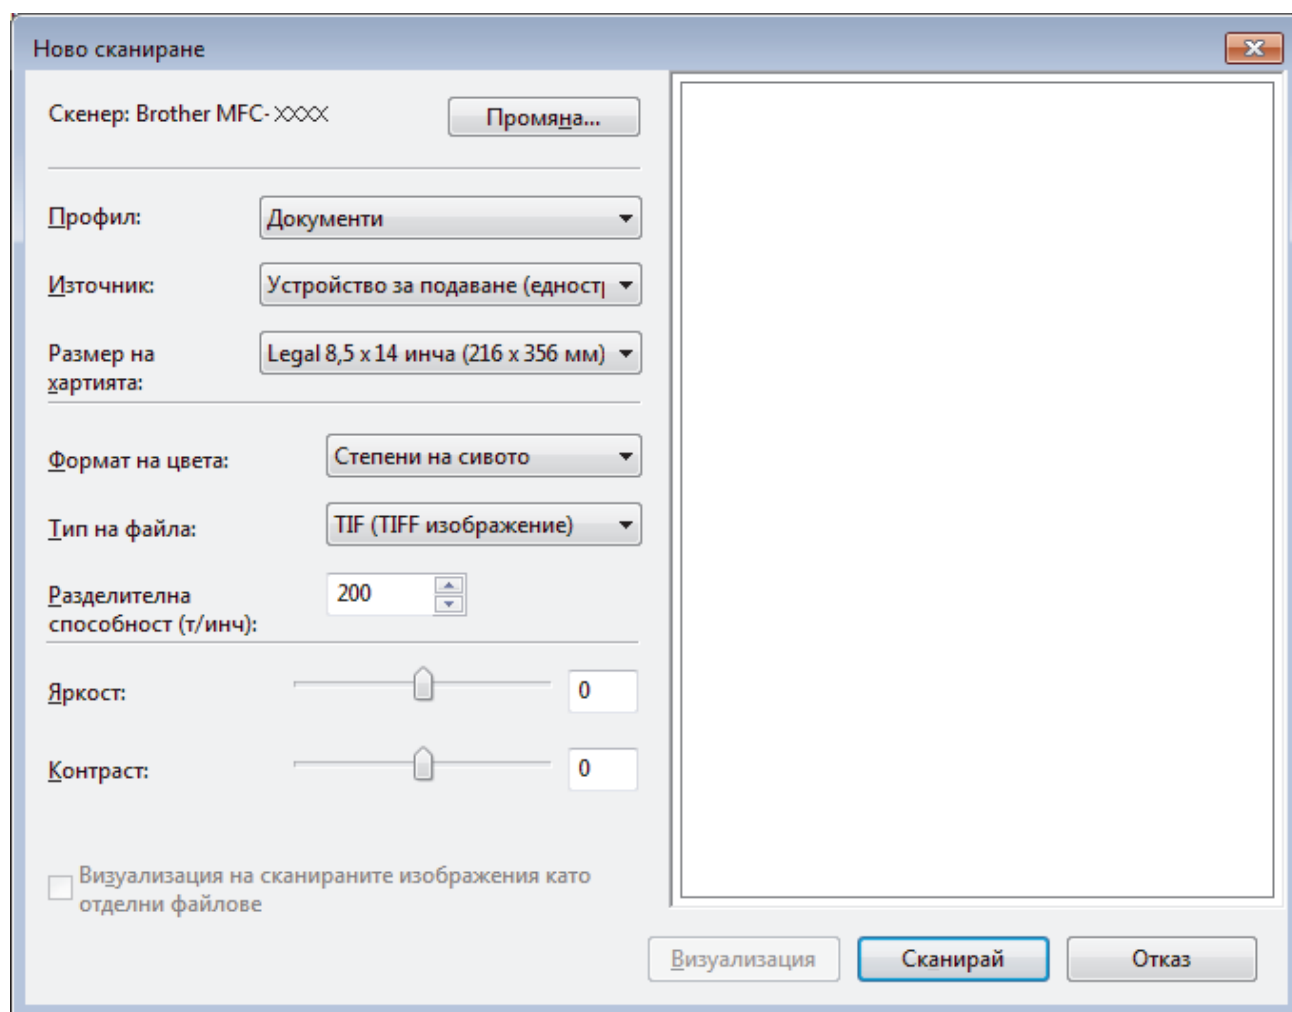 Ново сканиране
Скенер: Brother MFC-XXXX
Промяна...
Профил:
Документи
Източник:
Устройство за подаване (едност
Размер на
хартията:
Legal 8,5 x 14 инча (216 x 356 мм)
Формат на цвета:
Степени на сивото
Тип на файла:
TIF (TIFF изображение)
Разделителна
способност (т/инч):
200
Яркост:
0
Контраст:
0
Визуализация на сканираните изображения като
отделни файлове
Визуализация
Сканирай
Отказ